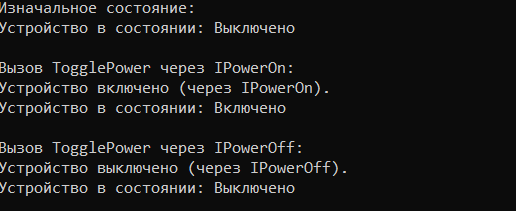 Изначальное состояние:
Устройство в состоянии: Выключено
Вызов TogglePower через IPowerOn:
Устройство включено (через IPowerOn).
Устройство в состоянии: Включено
Вызов TogglePower через IPowerOff:
Устройство выключено (через IPowerOff).
Устройство в состоянии: Выключено